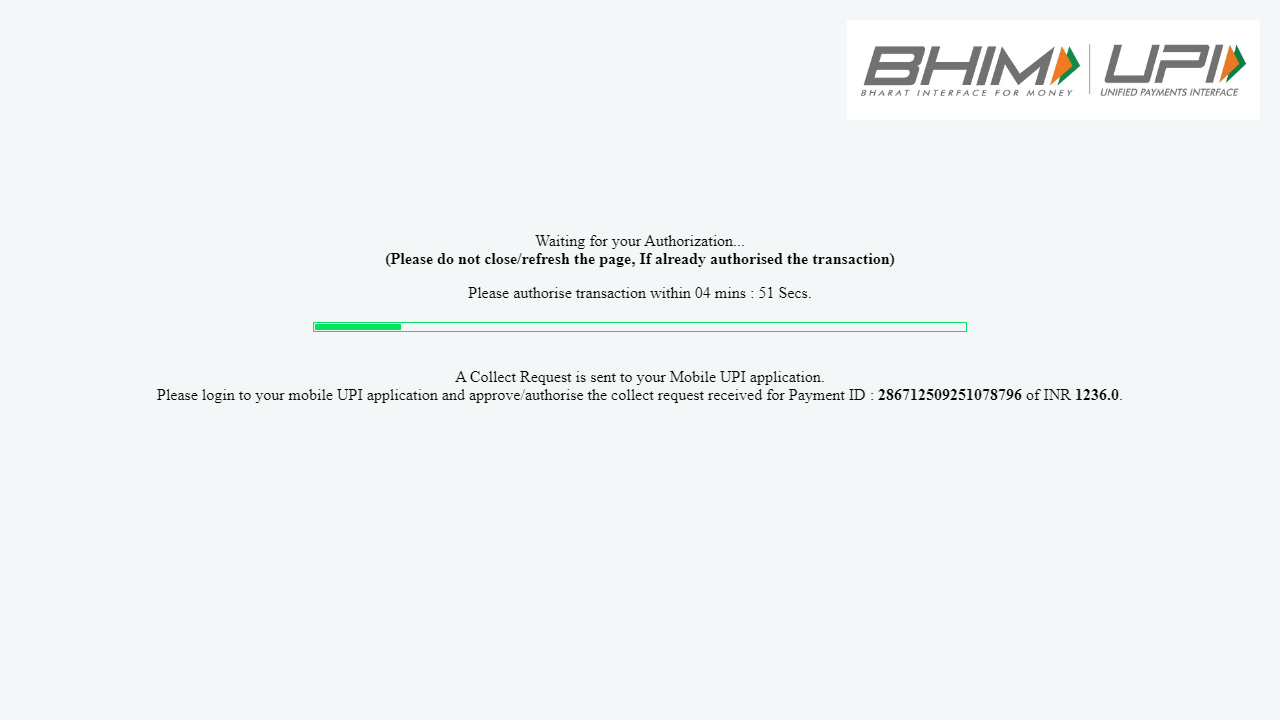 BHIM UPI
BHARAT INTERFACE FOR MONEY UNIFIED PAYMENTS INTERFACE
Waiting for your Authorization...
(Please do not close/refresh the page, If already authorised the transaction)
Please authorise transaction within 04 mins : 51 Secs.
A Collect Request is sent to your Mobile UPI application.
Please login to your mobile UPI application and approve/authorise the collect request received for Payment ID : 286712509251078796 of INR 1236.0.